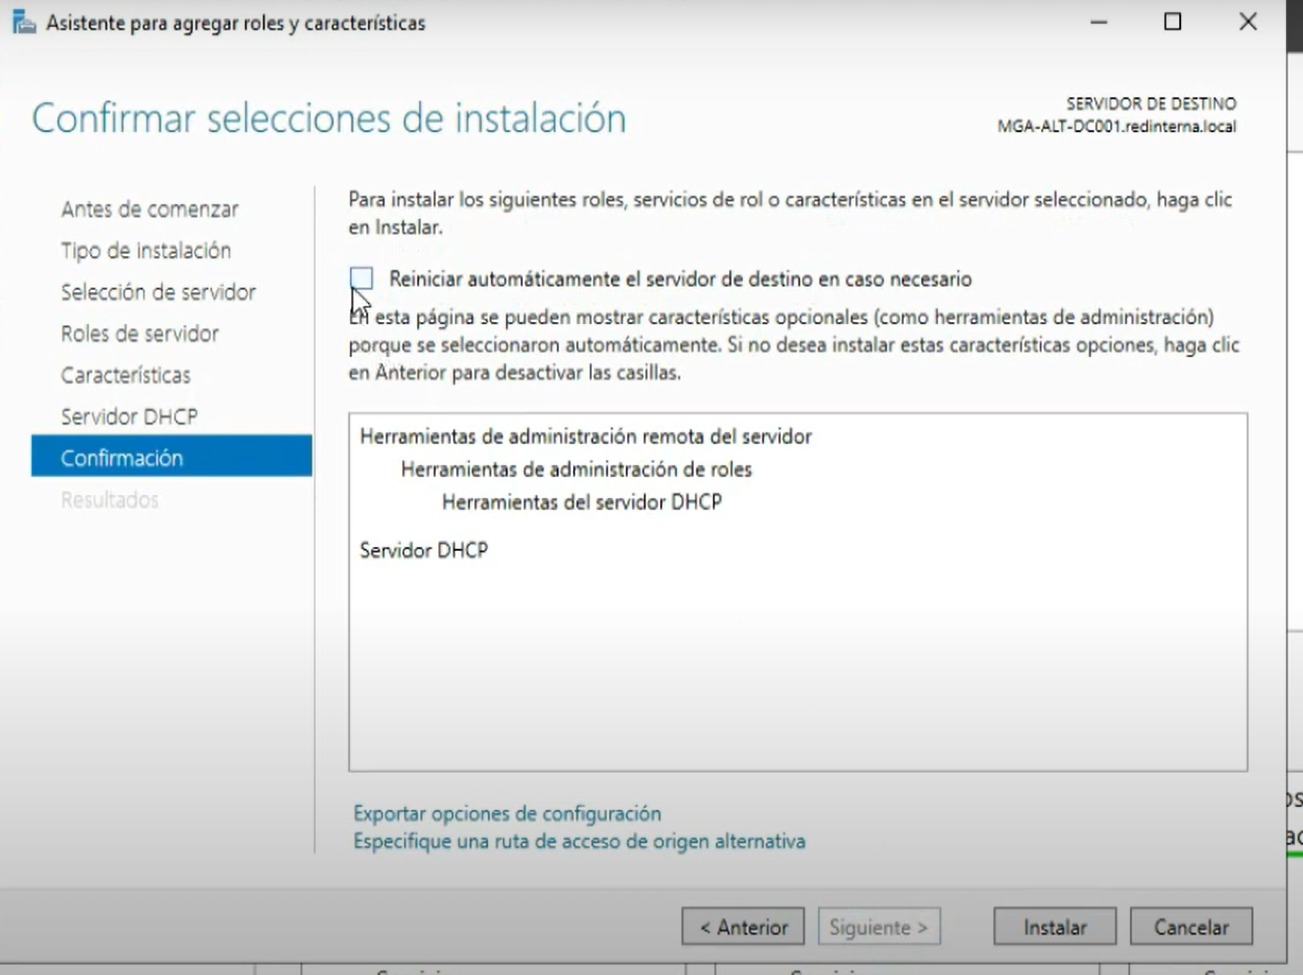 Asistente para agregar roles y características
Confirmar selecciones de instalación
SERVIDOR DE DESTINO
MGA-ALT-DC001.redinterna.local
Antes de comenzar
Tipo de instalación
Selección de servidor
Roles de servidor
Características
Servidor DHCP
Confirmación
Resultados
Para instalar los siguientes roles, servicios de rol o características en el servidor seleccionado, haga clic
en Instalar.
Reiniciar automáticamente el servidor de destino en caso necesario
En esta página se pueden mostrar características opcionales (como herramientas de administración)
porque se seleccionaron automáticamente. Si no desea instalar estas características opciones, haga clic
en Anterior para desactivar las casillas.
Herramientas de administración remota del servidor
Herramientas de administración de roles
Herramientas del servidor DHCP
Servidor DHCP
Exportar opciones de configuración
Especifique una ruta de acceso de origen alternativa
< Anterior
Siguiente >
Instalar
Cancelar